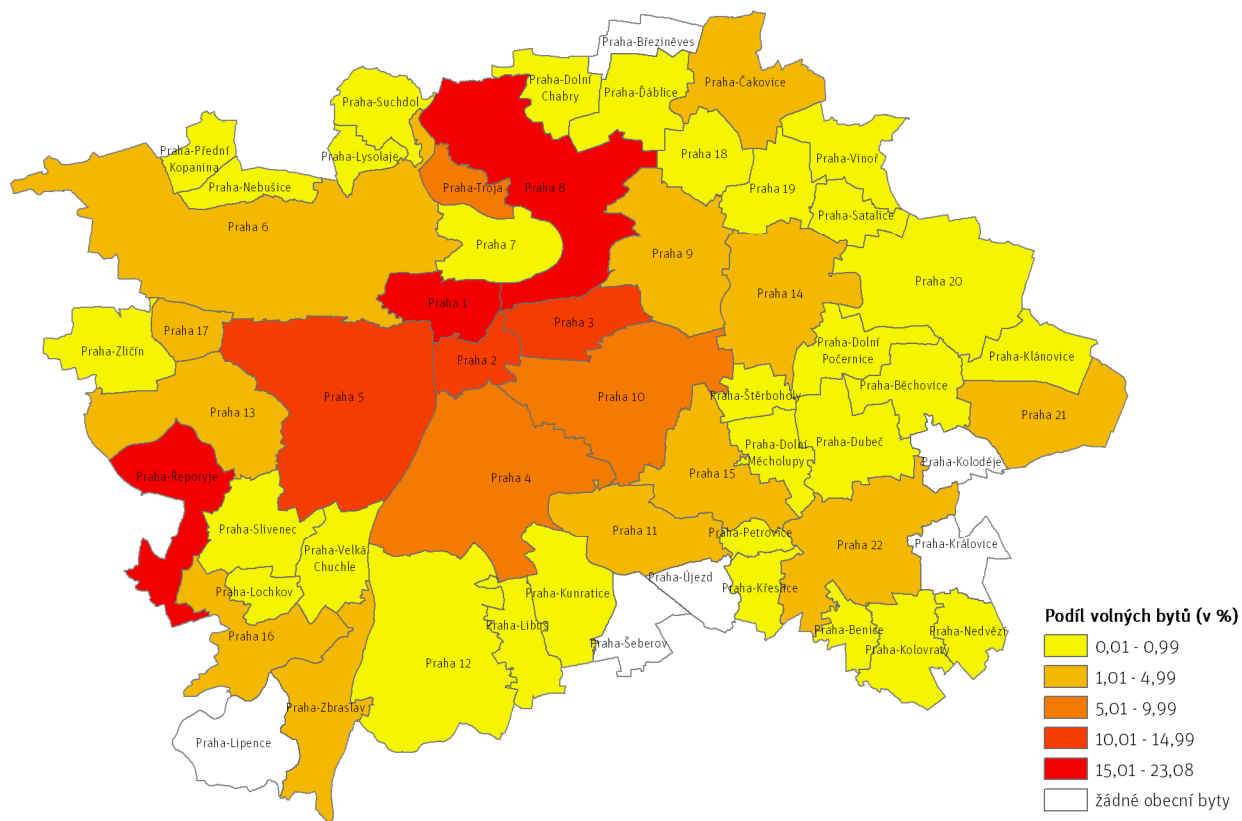 Praha-Březiněves
Praha-Čakovice
Praha-Dolní
Chabry
Praha-Ďáblice
Praha-Suchdol
Praha-Přední
Kopanina
Praha-Lysolaje
Praha 18
Praha-Vinoř
Praha-Nebušice
Praha-Troja
Praha 8
Praha 19
Praha-Satalice
Praha 6
Praha 7
Praha 9
Praha 20
Praha 14
Praha 1
Praha 3
Praha 17
Praha-Zličín
Praha-Dolní
Počernice
Praha-Klánovice
Praha 2
Praha-Běchovice
Praha 5
Praha 10
Praha-Štěrboholy
Praha 13
Praha 21
Praha-Dolní
Měcholupy
Praha-Dubeč
Praha-Koloděje
Praha-Řeporyje
Praha 4
Praha 15
Praha-Slivenec
Praha 11
Praha-Petrovice
Praha 22
Praha-Královice
Praha-Velká
Chuchle
Praha-Újezd
Praha-Křeslice
Praha-Lochkov
Praha-Kunratice
Praha 16
Praha-Libuš
Praha-Šeberov
Praha-Benice
Praha-Nedvězí
Praha-Kolovraty
Praha 12
Praha-Zbraslav
Praha-Lipence
Podíl volných bytů (v %)
0,01 - 0,99
1,01 - 4,99
5,01 - 9,99
10,01 - 14,99
15,01 - 23,08
žádné obecní byty